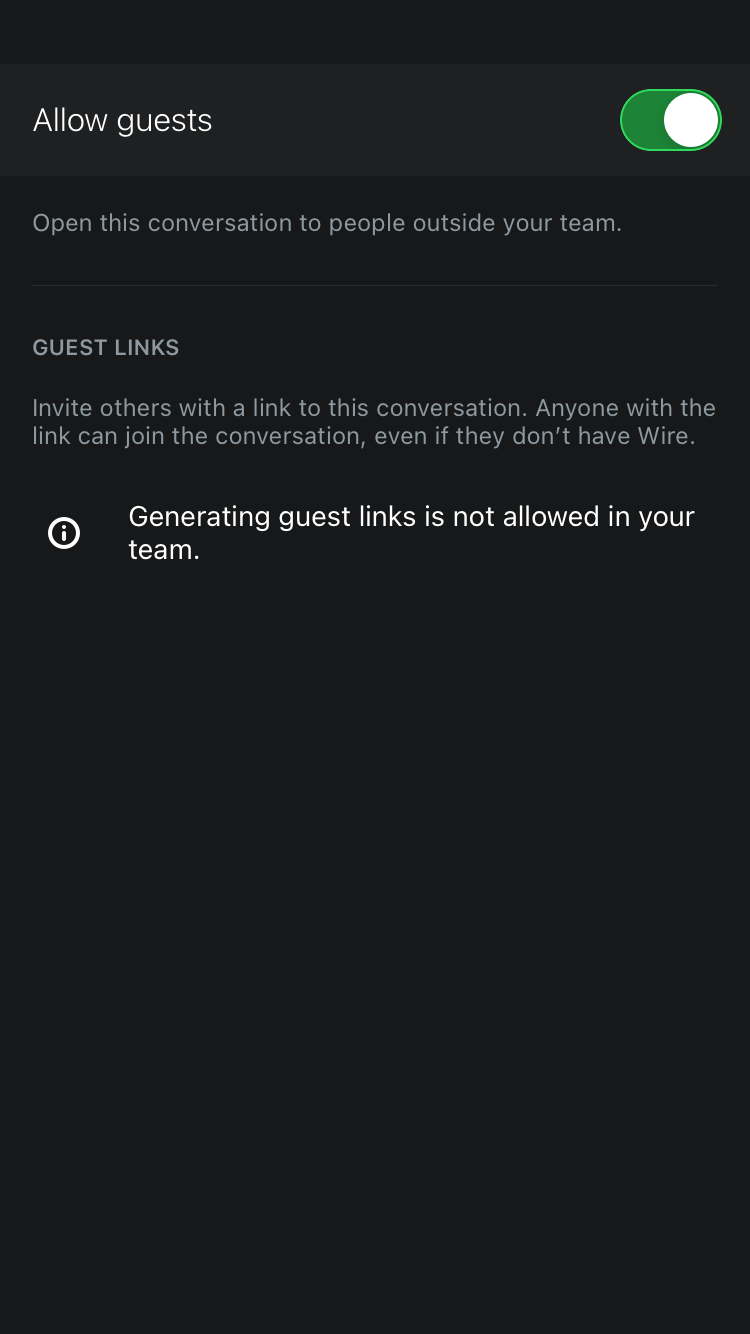 Allow guests
Open this conversation to people outside your team.
GUEST LINKS
Invite others with a link to this conversation. Anyone with the
link can join the conversation, even if they don’t have Wire.
Generating guest links is not allowed in your
team.